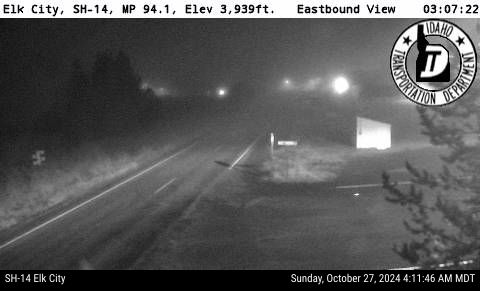 Elk City, SH-14, MP 94.1, Elev 3,939ft. Eastbound View 03:07:22
IDAHO
TRANSPORTATION DEPARTMENT
SH-14 Elk City Sunday, October 27, 2024 4:11:46 AM MDT